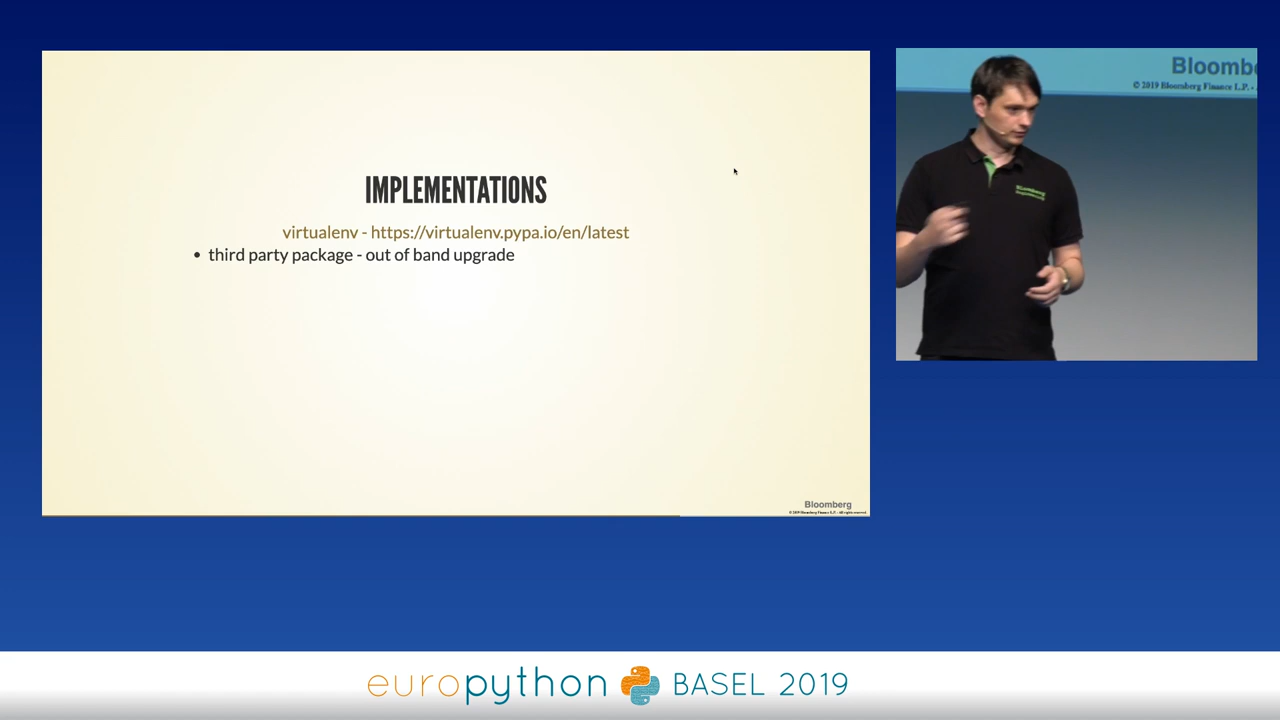 IMPLEMENTATIONS
virtualenv - https://virtualenv.pypa.io/en/latest
• third party package - out of band upgrade
Bloomberg
© 2019 Bloomberg Finance L.P. - All rights reserved.
Bloomb
© 2019 Bloomberg Finance L.P. -
Bloomberg
europython BASEL 2019